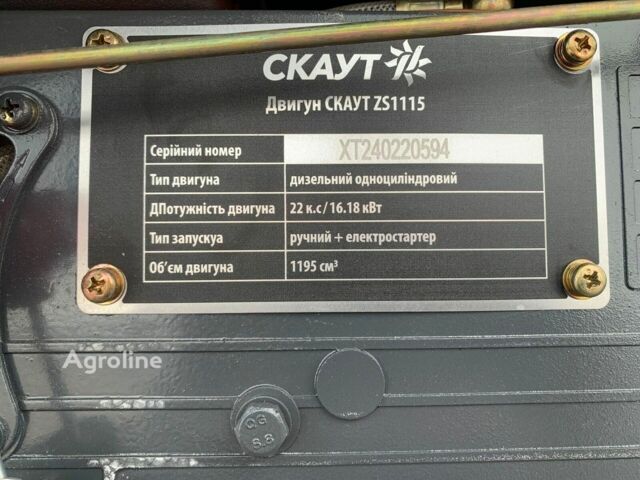 СКАУТ
Двигун СКАУТ ZS1115
Серійний номер XT240220594
Тип двигуна дизельний одноциліндровий
ДПотужність двигуна 22 к.с/16.18 кВт
Тип запускуа ручний + електростартер
Об’єм двигуна 1195 см³
Agroline
QG
8.8